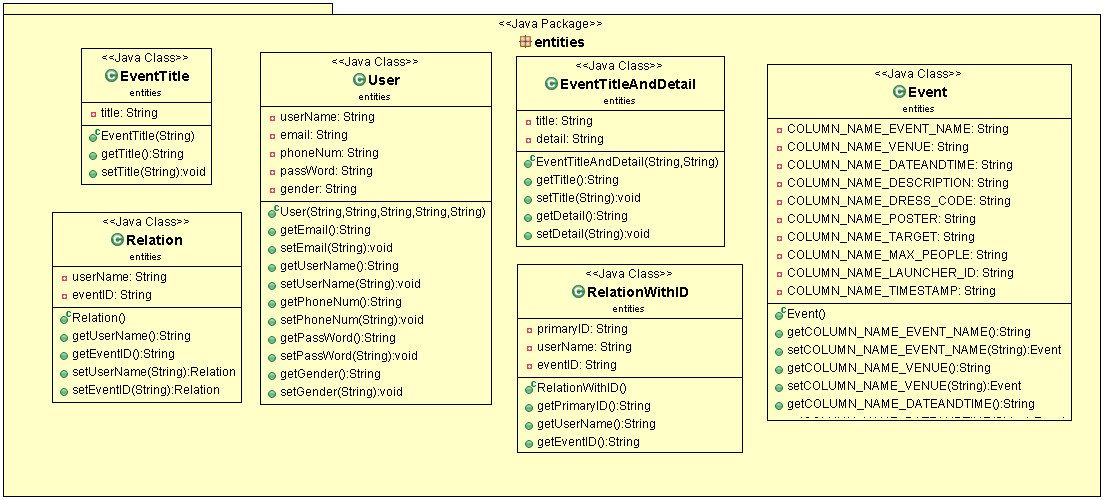 <<Java Package>>
entities
<<Java Class>>
EventTitle
entities
title: String
EventTitle(String)
getTitle():String
setTitle(String):void
<<Java Class>>
Relation
entities
userName: String
eventID: String
Relation()
getUserName():String
getEventID():String
setUserName(String):Relation
setEventID(String):Relation
<<Java Class>>
User
entities
userName: String
email: String
phoneNum: String
passWord: String
gender: String
User(String,String,String,String,String)
getEmail():String
setEmail(String):void
getUserName():String
setUserName(String):void
getPhoneNum():String
setPhoneNum(String):void
getPassWord():String
setPassWord(String):void
getGender():String
setGender(String):void
<<Java Class>>
EventTitleAndDetail
entities
title: String
detail: String
EventTitleAndDetail(String,String)
getTitle():String
setTitle(String):void
getDetail():String
setDetail(String):void
<<Java Class>>
RelationWithID
entities
primaryID: String
userName: String
eventID: String
RelationWithID()
getPrimaryID():String
getUserName():String
getEventID():String
<<Java Class>>
Event
entities
COLUMN_NAME_EVENT_NAME: String
COLUMN_NAME_VENUE: String
COLUMN_NAME_DATEANDTIME: String
COLUMN_NAME_DESCRIPTION: String
COLUMN_NAME_DRESS_CODE: String
COLUMN_NAME_POSTER: String
COLUMN_NAME_TARGET: String
COLUMN_NAME_MAX_PEOPLE: String
COLUMN_NAME_LAUNCHER_ID: String
COLUMN_NAME_TIMESTAMP: String
Event()
getCOLUMN_NAME_EVENT_NAME():String
setCOLUMN_NAME_EVENT_NAME(String):Event
getCOLUMN_NAME_VENUE():String
setCOLUMN_NAME_VENUE(String):Event
getCOLUMN_NAME_DATEANDTIME():String